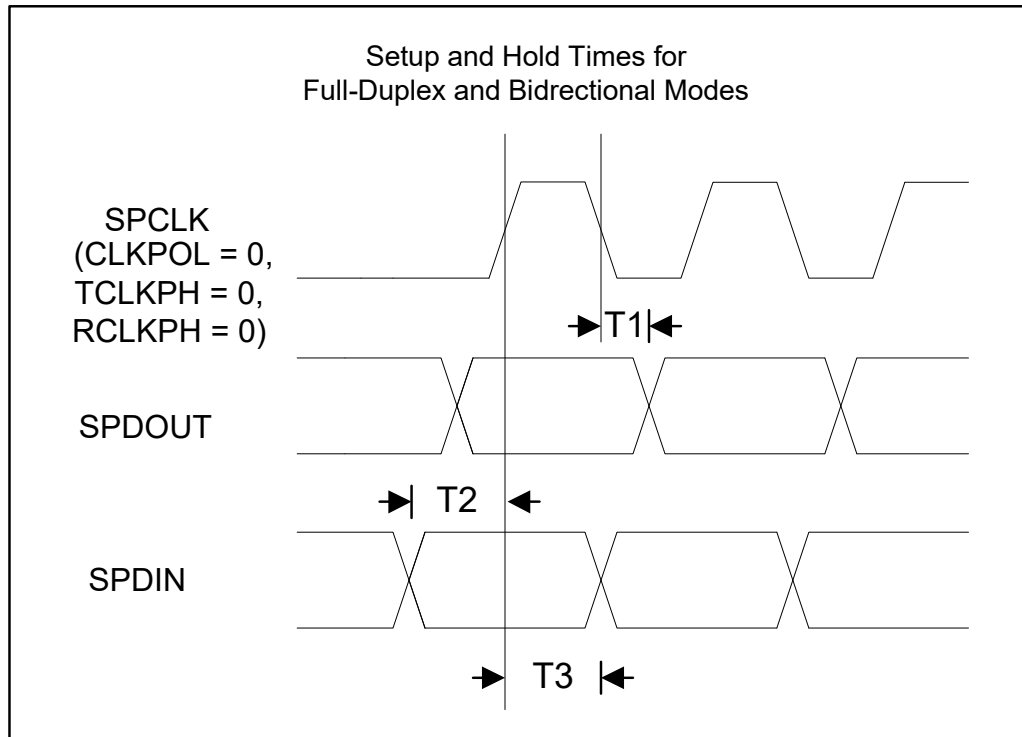 Setup and Hold Times for
Full-Duplex and Bidrectional Modes
SPCLK
(CLKPOL = 0,
TCLKPH = 0,
RCLKPH = 0)
T1
SPDOUT
T2
SPDIN
T3